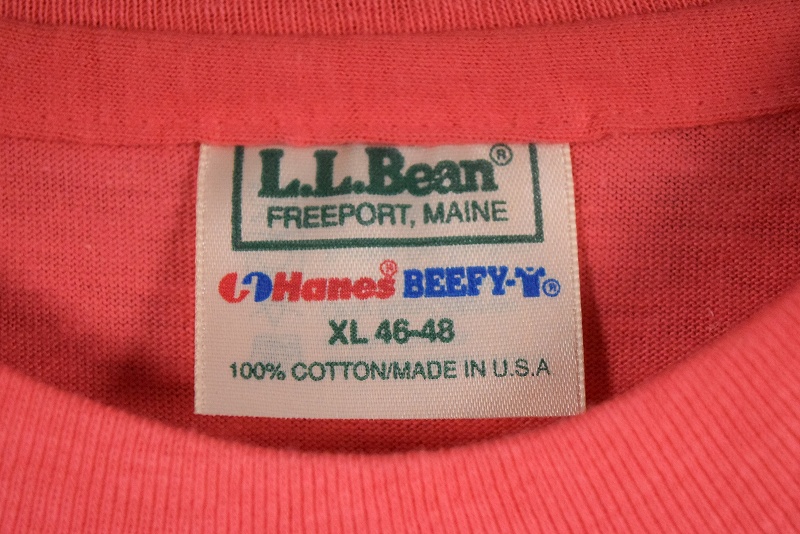 L.L.Bean®
FREEPORT, MAINE
Hanes® BEEFY-T®
XL 46-48
100% COTTON/MADE IN U.S.A